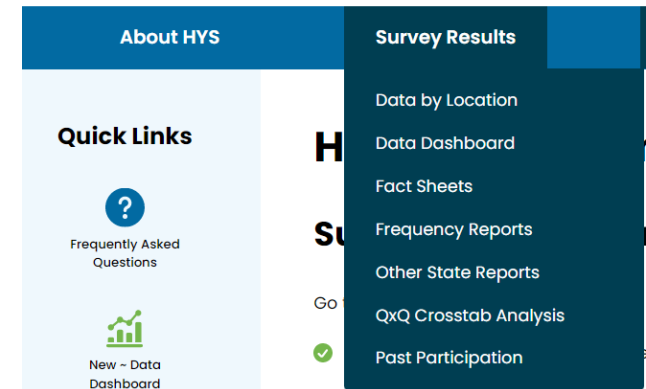 About HYS
Survey Results
Data by Location
Data Dashboard
Fact Sheets
Frequency Reports
Other State Reports
QxQ Crosstab Analysis
Past Participation
Quick Links
Frequently Asked
Questions
New ~ Data
Dashboard
Go